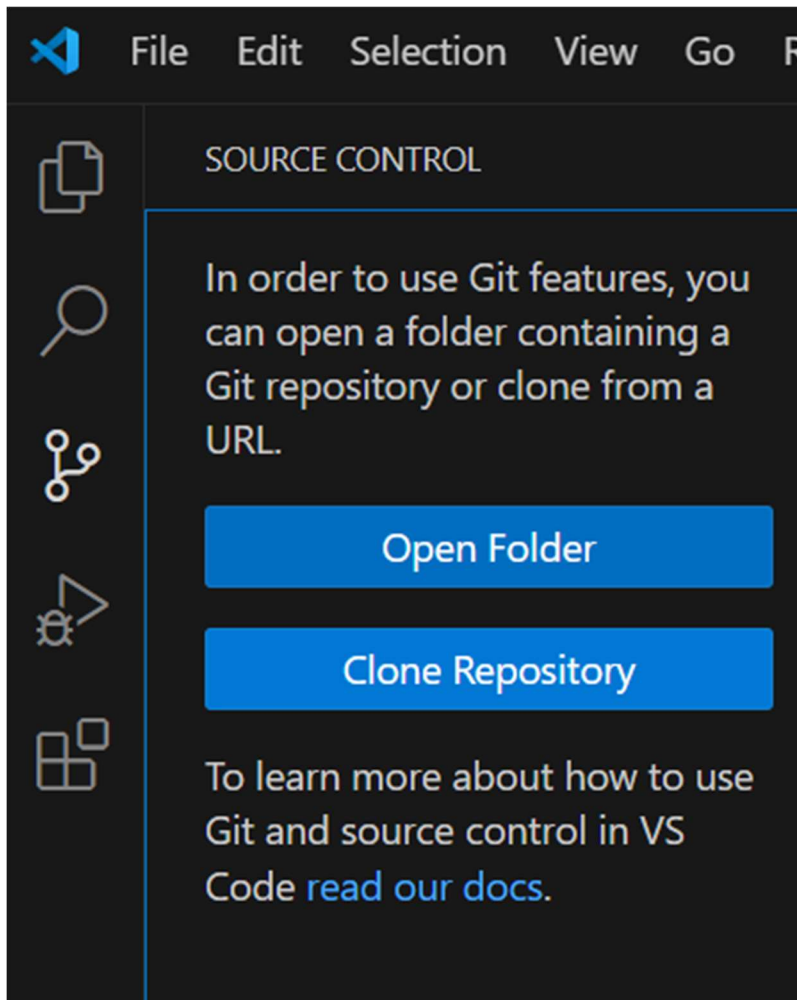 File Edit Selection View Go R
SOURCE CONTROL
In order to use Git features, you
can open a folder containing a
Git repository or clone from a
URL.
Open Folder
Clone Repository
To learn more about how to use
Git and source control in VS
Code read our docs.